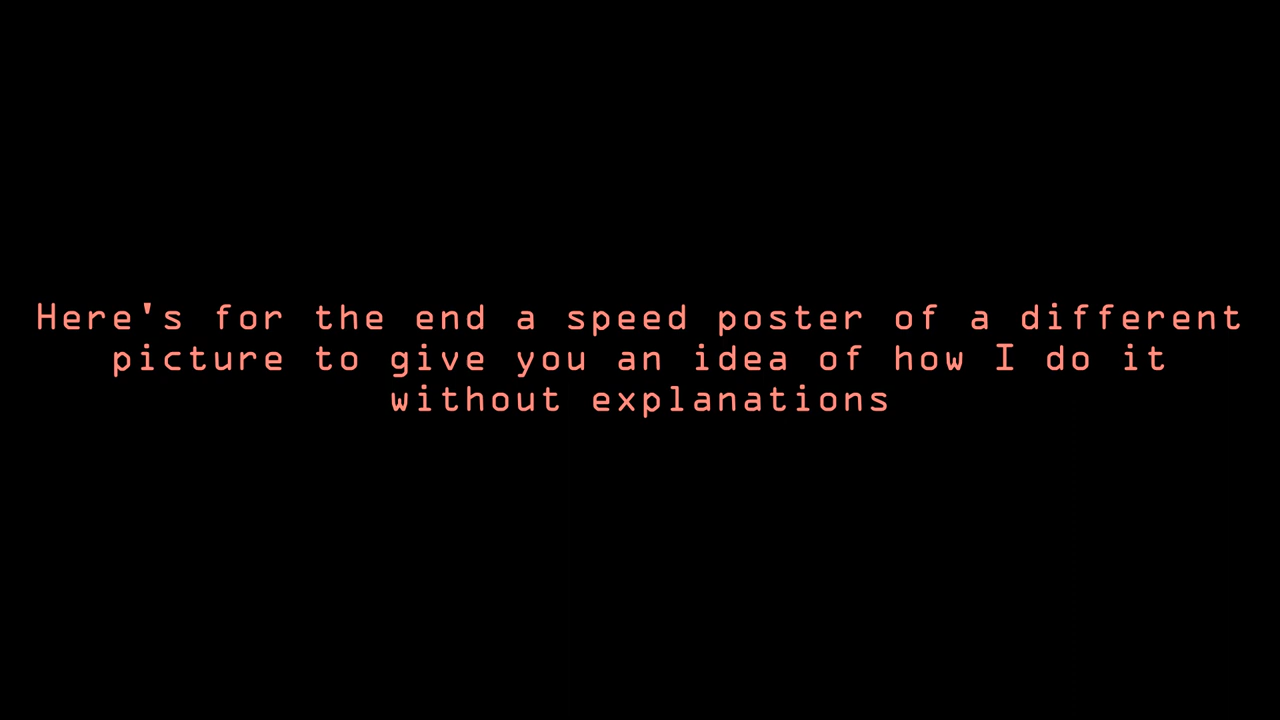 Here's for the end a speed poster of a different
picture to give you an idea of how I do it
without explanations